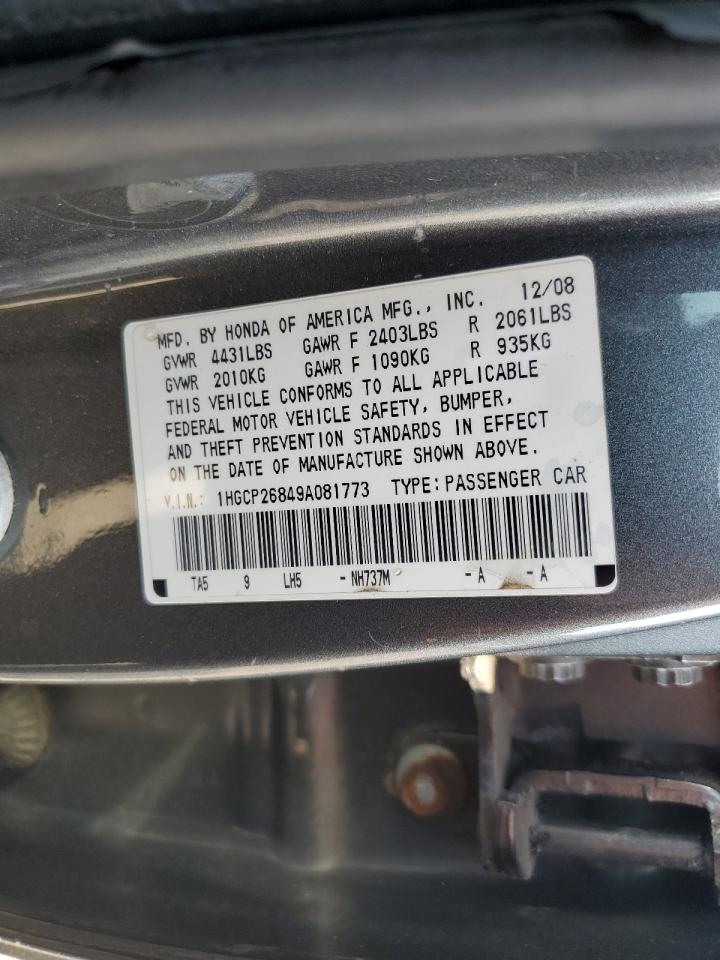 MFD. BY HONDA OF AMERICA MFG., INC. 12/08
GVWR 4431LBS GAWR F 2403LBS R 2061LBS
GVWR 2010KG GAWR F 1090KG R 935KG
THIS VEHICLE CONFORMS TO ALL APPLICABLE
FEDERAL MOTOR VEHICLE SAFETY, BUMPER,
AND THEFT PREVENTION STANDARDS IN EFFECT
ON THE DATE OF MANUFACTURE SHOWN ABOVE.
V.I.N.: 1HGCP26849A081773 TYPE: PASSENGER CAR
TA5 9 LH5 - NH737M - A - A